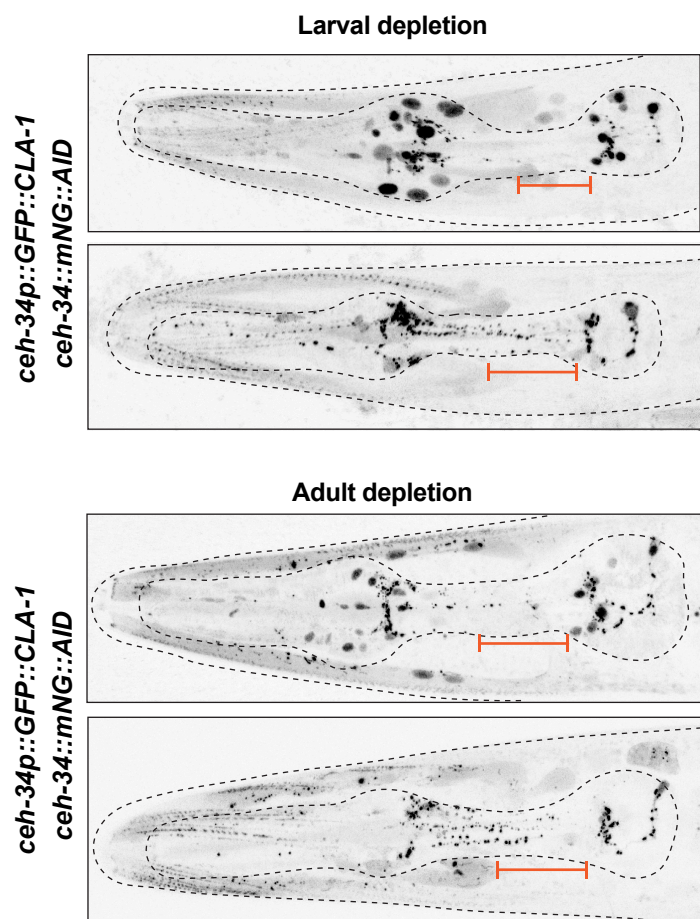 Larval depletion
ceh-34p::GFP::CLA-1
ceh-34::mNG::AID
Adult depletion
ceh-34p::GFP::CLA-1
ceh-34::mNG::AID